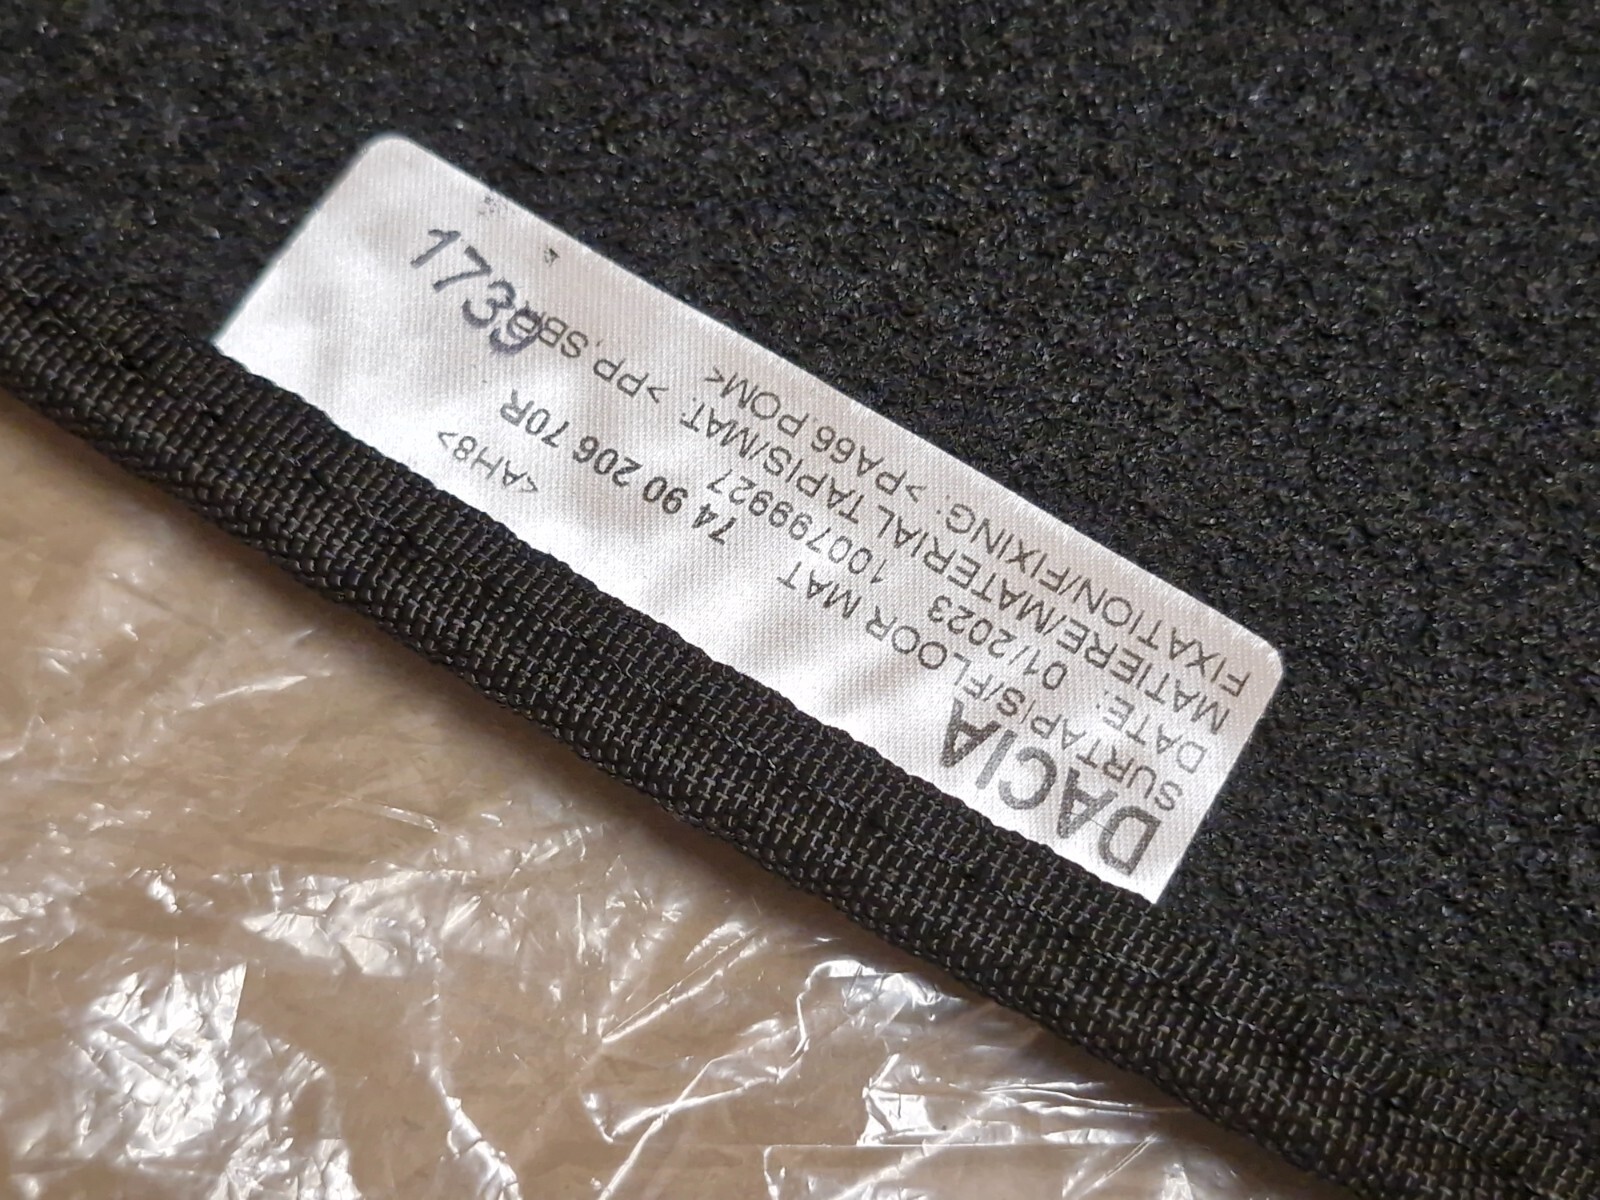 DACIA <AH8>
SURTAPIS/FLOOR MAT 74 90 206 70R
DATE: 01/2023 100799927
MATIERE/MATERIAL TAPIS/MAT: >PP,SBR
FIXATION/FIXING: >PA66,POM<
1739